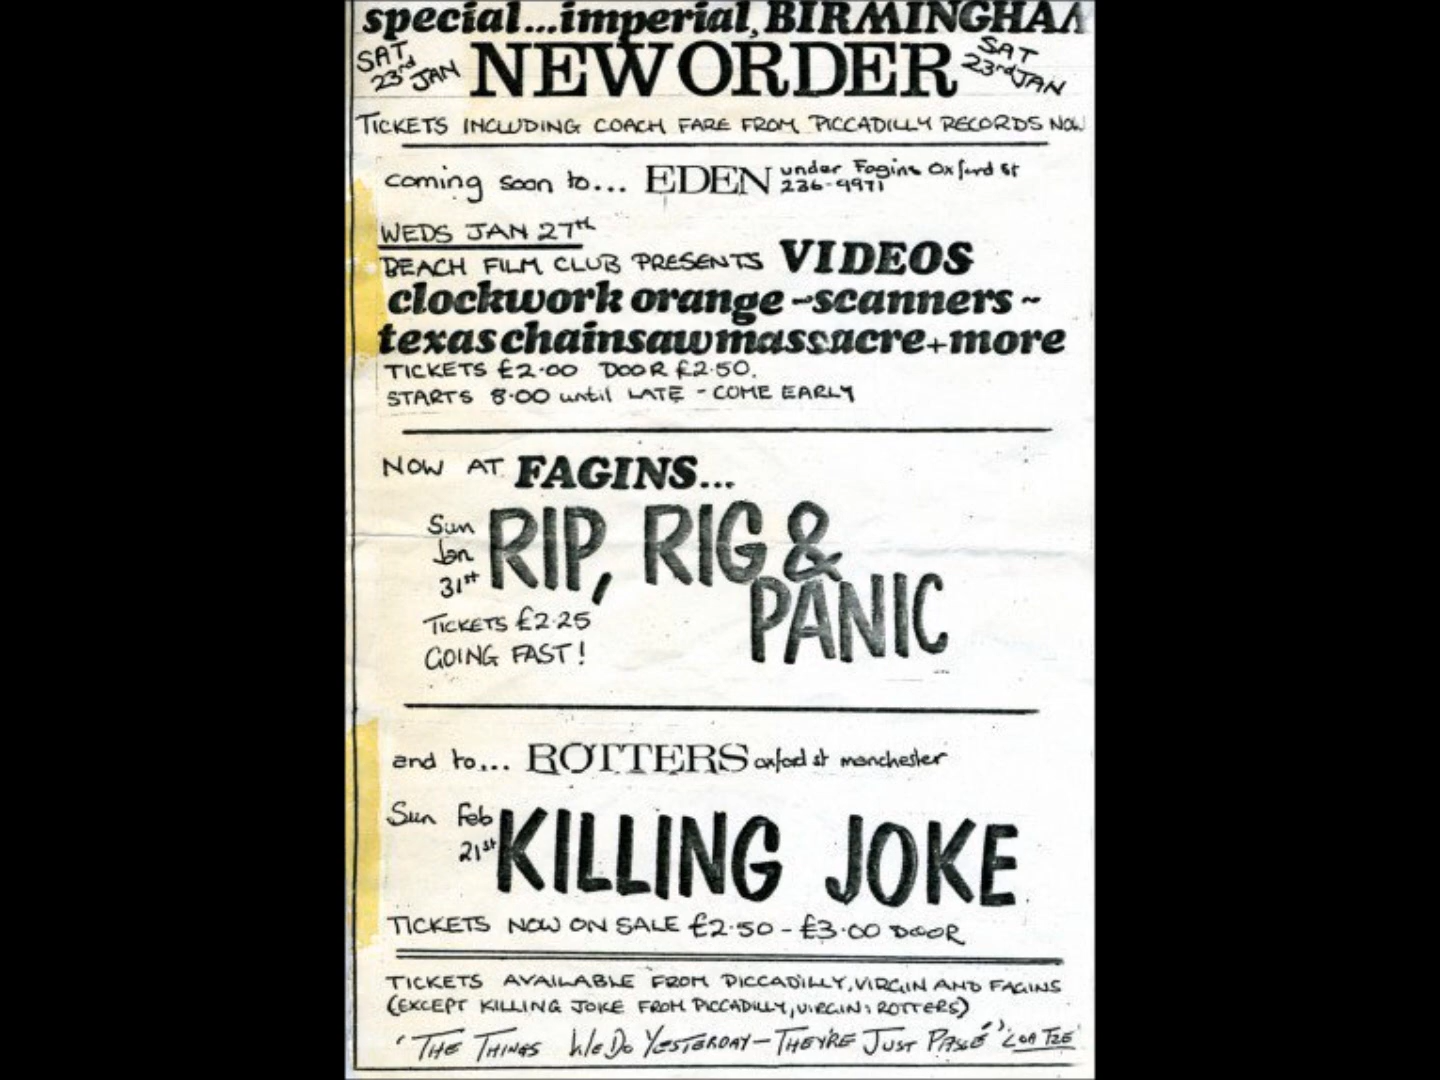 special...imperial, BIRMINGHAM
SAT 23rd JAN NEW ORDER SAT 23rd JAN
TICKETS INCLUDING COACH FARE FROM PICCADILLY RECORDS NOW
coming soon to... EDEN under Fagins Oxford St
236-9971
WEDS JAN 27th
BEACH FILM CLUB PRESENTS VIDEOS
clockwork orange ~scanners ~
texas chainsaw massacre + more
TICKETS £2.00 DOOR £2.50.
STARTS 8.00 until LATE - COME EARLY
NOW AT FAGINS...
Sun Jan 31st RIP, RIG & PANIC
TICKETS £2.25
GOING FAST!
and to... ROTTERS oxford st manchester
Sun Feb 21st KILLING JOKE
TICKETS NOW ON SALE £2.50 - £3.00 DOOR
TICKETS AVAILABLE FROM PICCADILLY, VIRGIN AND FAGINS
(EXCEPT KILLING JOKE FROM PICCADILLY, VIRGIN; ROTTERS)
'THE THINGS WE DO YESTERDAY — THEY'RE JUST PASSÉ'